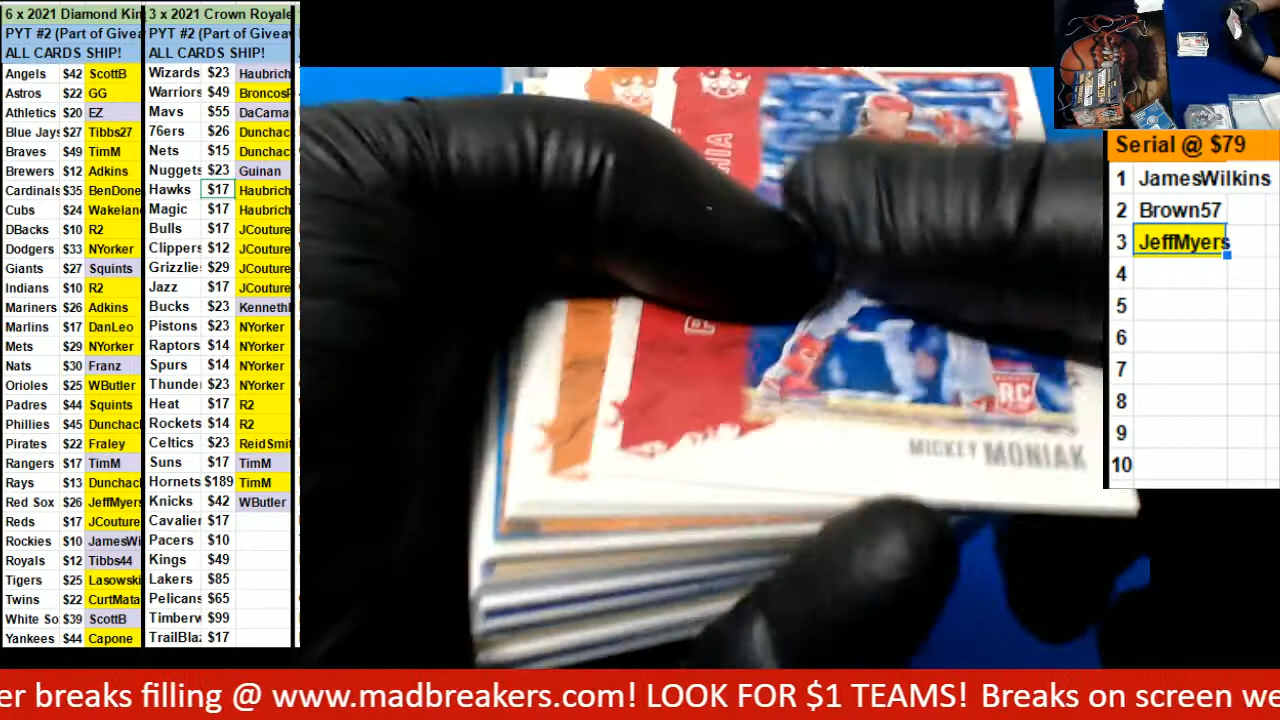 6 x 2021 Diamond Kin
PYT #2 (Part of Givea
ALL CARDS SHIP!
Angels $42 ScottB
Astros $22 GG
Athletics $20 EZ
Blue Jays $27 Tibbs27
Braves $49 TimM
Brewers $12 Adkins
Cardinals $35 BenDone
Cubs $24 Wakelan
DBacks $10 R2
Dodgers $33 NYorker
Giants $27 Squints
Indians $10 R2
Mariners $26 Adkins
Marlins $17 DanLeo
Mets $29 NYorker
Nats $30 Franz
Orioles $25 WButler
Padres $44 Squints
Phillies $45 Dunchac
Pirates $22 Fraley
Rangers $17 TimM
Rays $13 Dunchac
Red Sox $26 JeffMyers
Reds $17 JCouture
Rockies $10 JamesWi
Royals $12 Tibbs44
Tigers $25 Lasowski
Twins $22 CurtMata
White So $39 ScottB
Yankees $44 Capone
3 x 2021 Crown Royale
PYT #2 (Part of Giveav
ALL CARDS SHIP!
Wizards $23 Haubrich
Warriors $49 BroncosF
Mavs $55 DaCarna
76ers $26 Dunchac
Nets $15 Dunchac
Nuggets $23 Guinan
Hawks $17 Haubrich
Magic $17 Haubrich
Bulls $17 JCouture
Clippers $12 JCouture
Grizzlies $29 JCouture
Jazz $17 JCouture
Bucks $23 Kennethl
Pistons $23 NYorker
Raptors $14 NYorker
Spurs $14 NYorker
Thunde $23 NYorker
Heat $17 R2
Rockets $14 R2
Celtics $23 ReidSmit
Suns $17 TimM
Hornets $189 TimM
Knicks $42 WButler
Cavalier $17
Pacers $10
Kings $49
Lakers $85
Pelicans $65
Timberw $99
TrailBlaz $17
RC
MICKEY MONIAK
Serial @ $79
1 JamesWilkins
2 Brown57
3 JeffMyers
4
5
6
7
8
9
10
er breaks filling @ www.madbreakers.com! LOOK FOR $1 TEAMS! Breaks on screen we